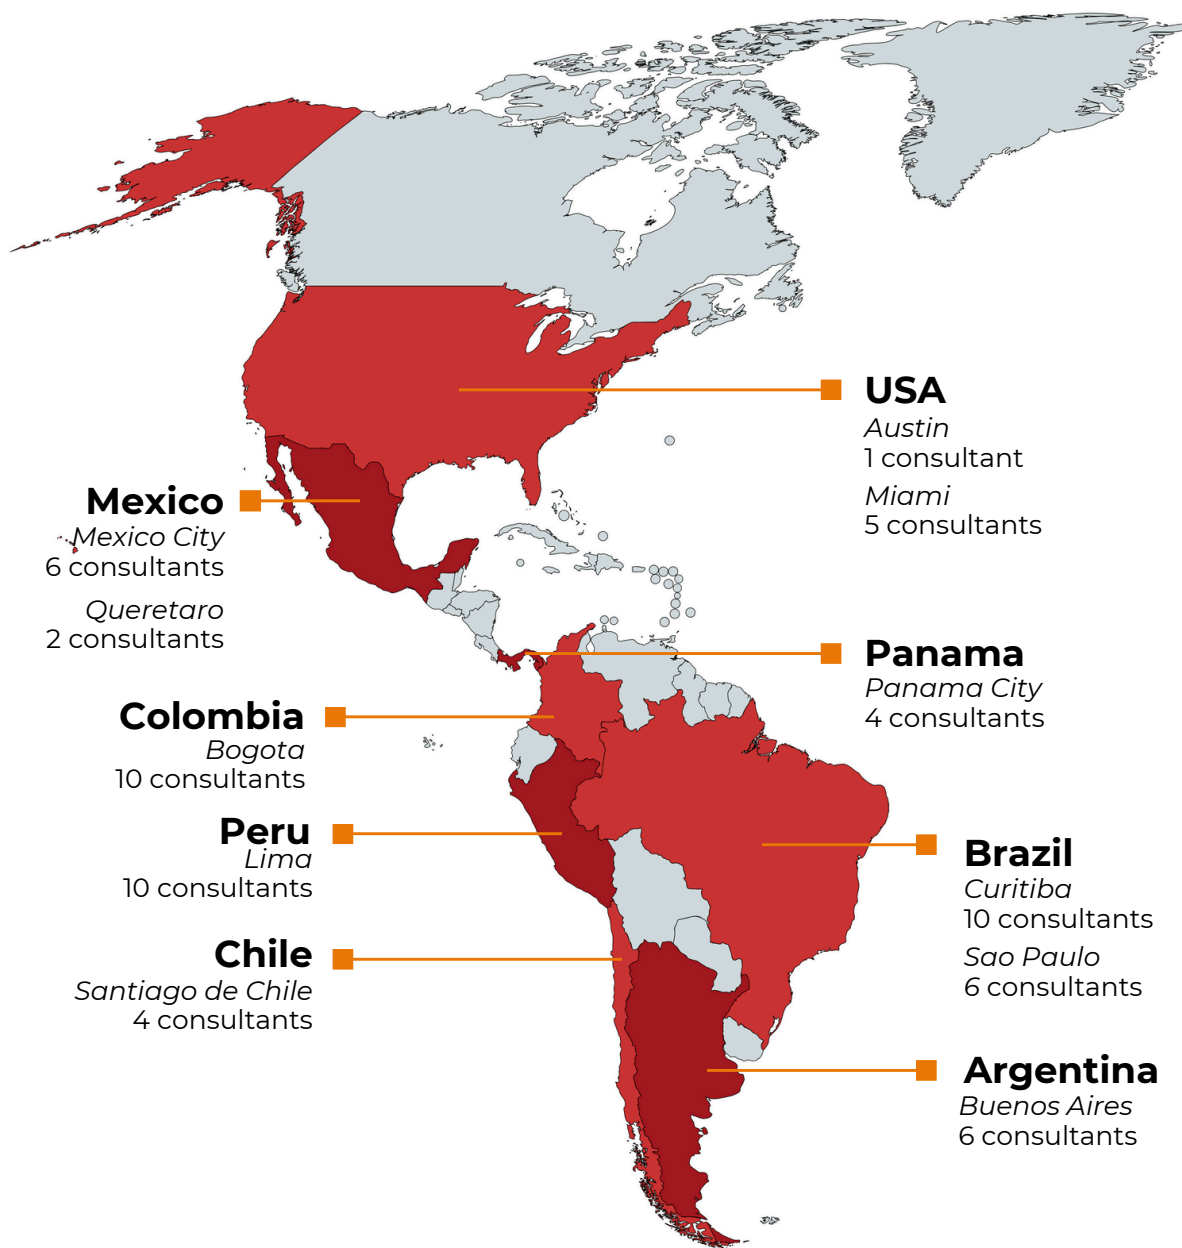 USA
Austin
1 consultant
Miami
5 consultants
Mexico
Mexico City
6 consultants
Queretaro
2 consultants
Panama
Panama City
4 consultants
Colombia
Bogota
10 consultants
Peru
Lima
10 consultants
Brazil
Curitiba
10 consultants
Sao Paulo
6 consultants
Chile
Santiago de Chile
4 consultants
Argentina
Buenos Aires
6 consultants